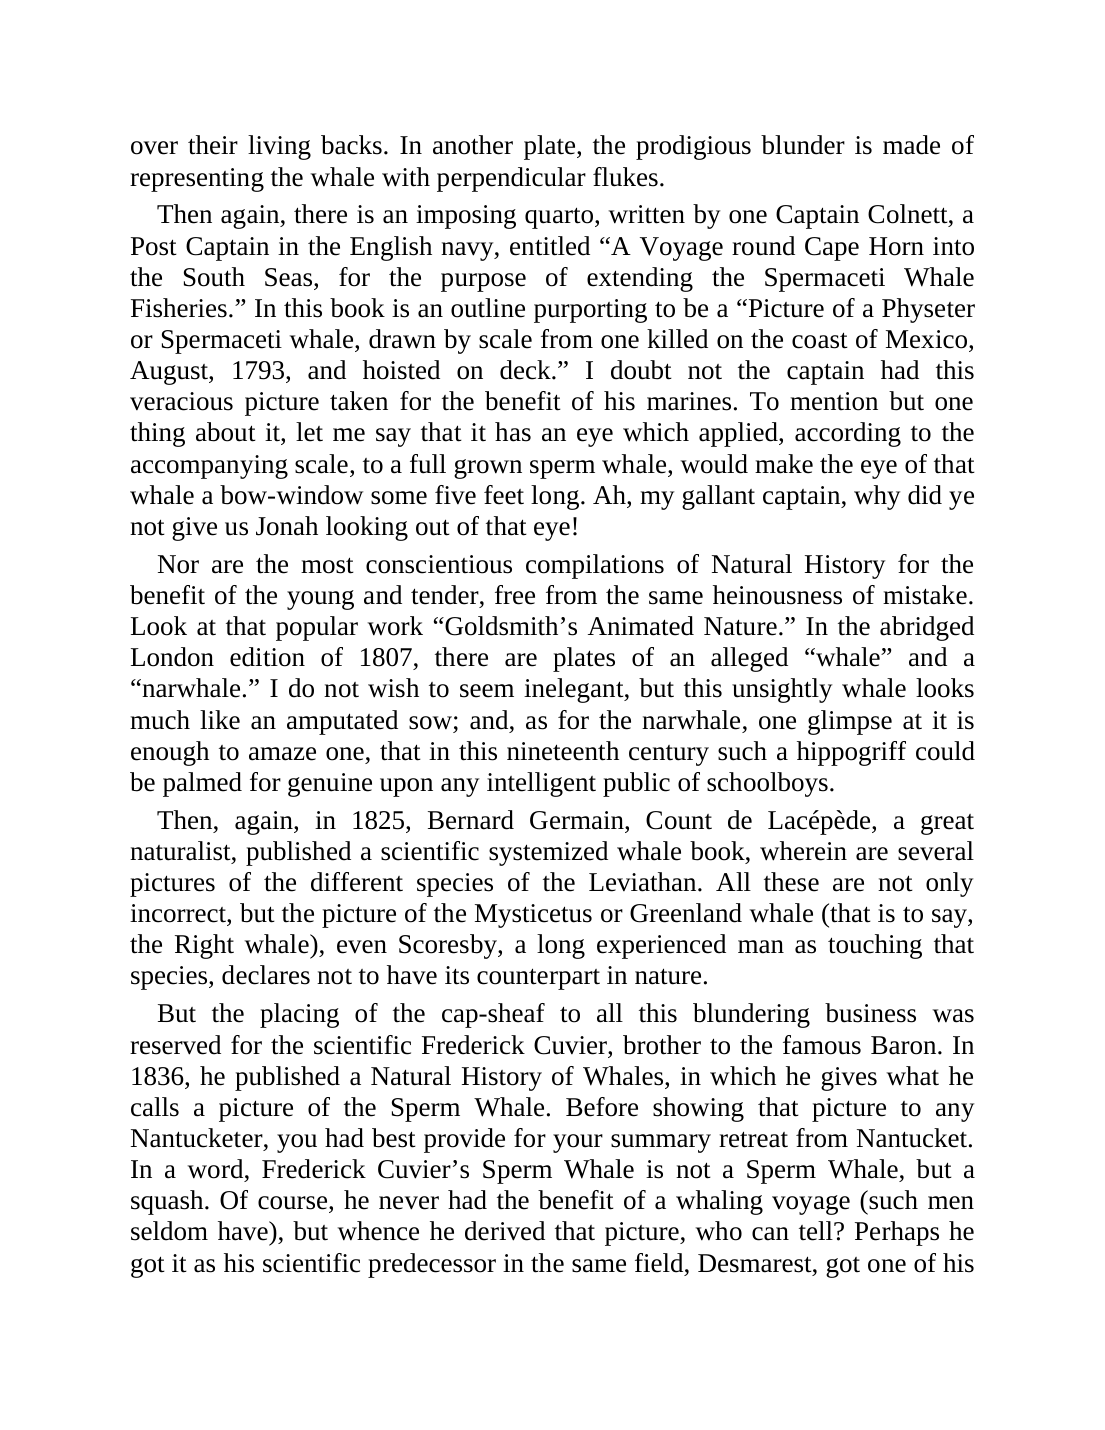 over their living backs. In another plate, the prodigious blunder is made of
representing the whale with perpendicular flukes.
Then again, there is an imposing quarto, written by one Captain Colnett, a
Post Captain in the English navy, entitled “A Voyage round Cape Horn into
the South Seas, for the purpose of extending the Spermaceti Whale
Fisheries.” In this book is an outline purporting to be a “Picture of a Physeter
or Spermaceti whale, drawn by scale from one killed on the coast of Mexico,
August, 1793, and hoisted on deck.” I doubt not the captain had this
veracious picture taken for the benefit of his marines. To mention but one
thing about it, let me say that it has an eye which applied, according to the
accompanying scale, to a full grown sperm whale, would make the eye of that
whale a bow-window some five feet long. Ah, my gallant captain, why did ye
not give us Jonah looking out of that eye!
Nor are the most conscientious compilations of Natural History for the
benefit of the young and tender, free from the same heinousness of mistake.
Look at that popular work “Goldsmith’s Animated Nature.” In the abridged
London edition of 1807, there are plates of an alleged “whale” and a
“narwhale.” I do not wish to seem inelegant, but this unsightly whale looks
much like an amputated sow; and, as for the narwhale, one glimpse at it is
enough to amaze one, that in this nineteenth century such a hippogriff could
be palmed for genuine upon any intelligent public of schoolboys.
Then, again, in 1825, Bernard Germain, Count de Lacépède, a great
naturalist, published a scientific systemized whale book, wherein are several
pictures of the different species of the Leviathan. All these are not only
incorrect, but the picture of the Mysticetus or Greenland whale (that is to say,
the Right whale), even Scoresby, a long experienced man as touching that
species, declares not to have its counterpart in nature.
But the placing of the cap-sheaf to all this blundering business was
reserved for the scientific Frederick Cuvier, brother to the famous Baron. In
1836, he published a Natural History of Whales, in which he gives what he
calls a picture of the Sperm Whale. Before showing that picture to any
Nantucketer, you had best provide for your summary retreat from Nantucket.
In a word, Frederick Cuvier’s Sperm Whale is not a Sperm Whale, but a
squash. Of course, he never had the benefit of a whaling voyage (such men
seldom have), but whence he derived that picture, who can tell? Perhaps he
got it as his scientific predecessor in the same field, Desmarest, got one of his